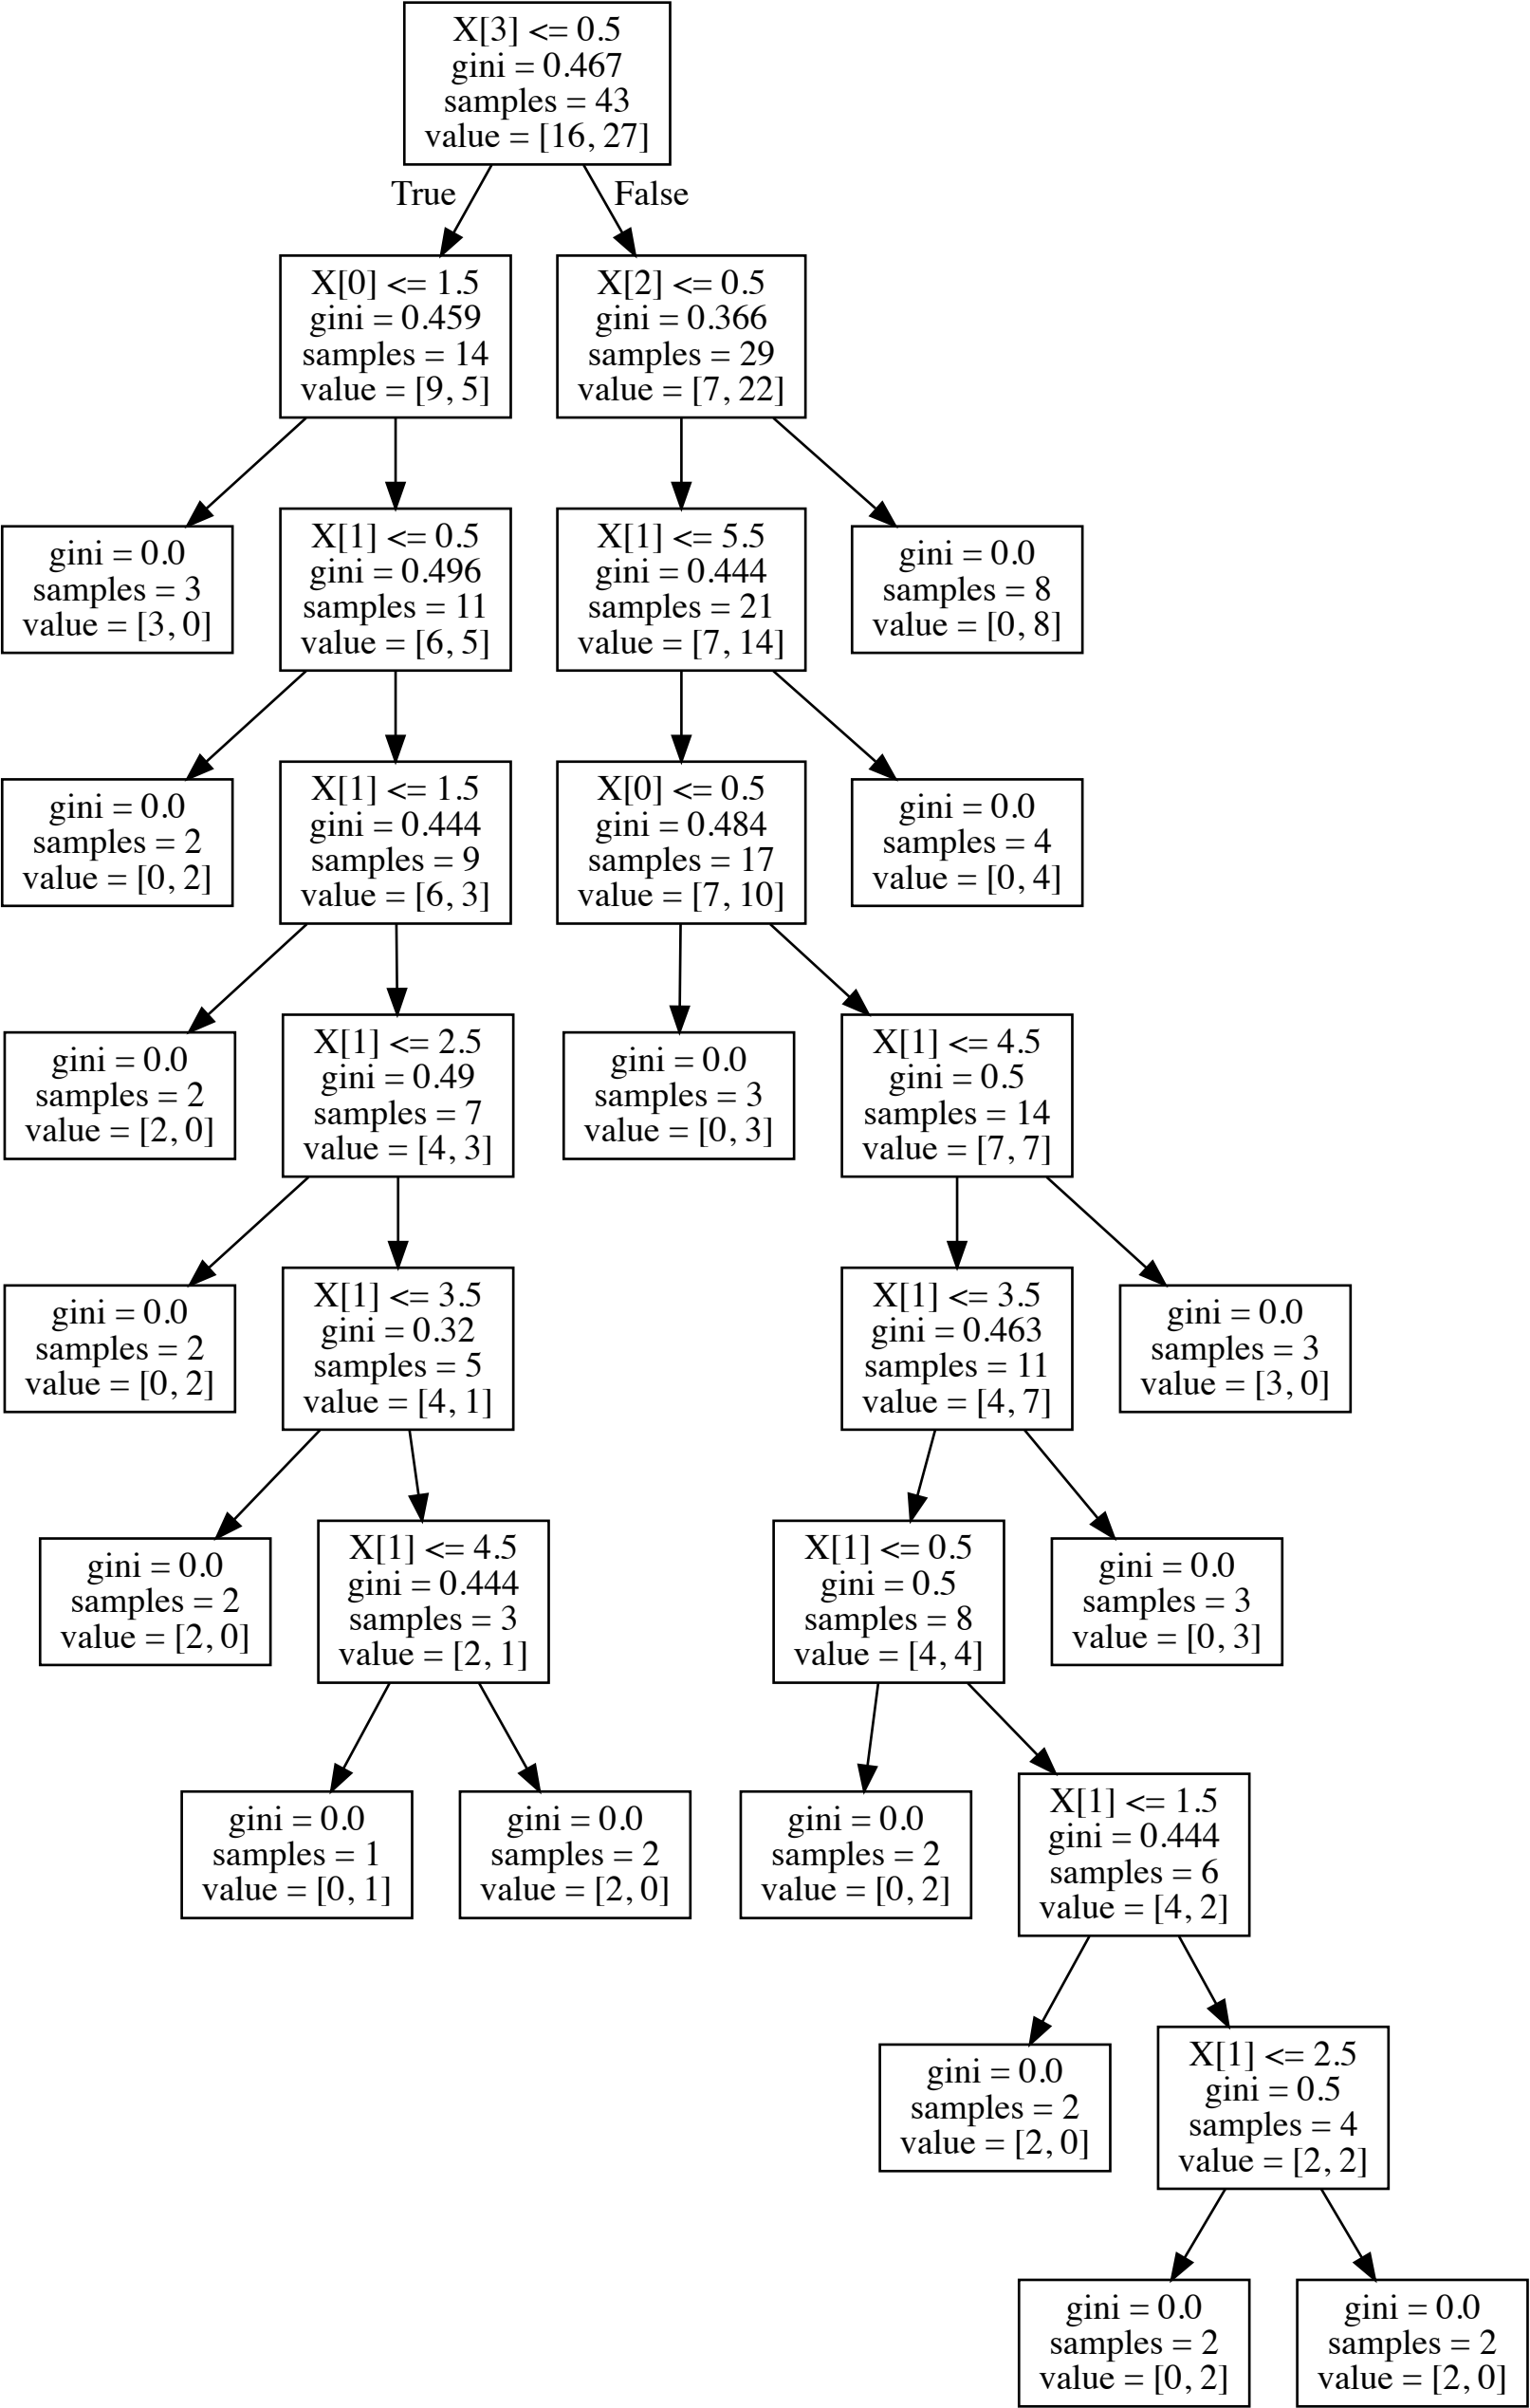 X[3] <= 0.5
gini = 0.467
samples = 43
value = [16, 27]
True
False
X[0] <= 1.5
gini = 0.459
samples = 14
value = [9, 5]
X[2] <= 0.5
gini = 0.366
samples = 29
value = [7, 22]
gini = 0.0
samples = 3
value = [3, 0]
X[1] <= 0.5
gini = 0.496
samples = 11
value = [6, 5]
X[1] <= 5.5
gini = 0.444
samples = 21
value = [7, 14]
gini = 0.0
samples = 8
value = [0, 8]
gini = 0.0
samples = 2
value = [0, 2]
X[1] <= 1.5
gini = 0.444
samples = 9
value = [6, 3]
X[0] <= 0.5
gini = 0.484
samples = 17
value = [7, 10]
gini = 0.0
samples = 4
value = [0, 4]
gini = 0.0
samples = 2
value = [2, 0]
X[1] <= 2.5
gini = 0.49
samples = 7
value = [4, 3]
gini = 0.0
samples = 3
value = [0, 3]
X[1] <= 4.5
gini = 0.5
samples = 14
value = [7, 7]
gini = 0.0
samples = 2
value = [0, 2]
X[1] <= 3.5
gini = 0.32
samples = 5
value = [4, 1]
X[1] <= 3.5
gini = 0.463
samples = 11
value = [4, 7]
gini = 0.0
samples = 3
value = [3, 0]
gini = 0.0
samples = 2
value = [2, 0]
X[1] <= 4.5
gini = 0.444
samples = 3
value = [2, 1]
X[1] <= 0.5
gini = 0.5
samples = 8
value = [4, 4]
gini = 0.0
samples = 3
value = [0, 3]
gini = 0.0
samples = 1
value = [0, 1]
gini = 0.0
samples = 2
value = [2, 0]
gini = 0.0
samples = 2
value = [0, 2]
X[1] <= 1.5
gini = 0.444
samples = 6
value = [4, 2]
gini = 0.0
samples = 2
value = [2, 0]
X[1] <= 2.5
gini = 0.5
samples = 4
value = [2, 2]
gini = 0.0
samples = 2
value = [0, 2]
gini = 0.0
samples = 2
value = [2, 0]